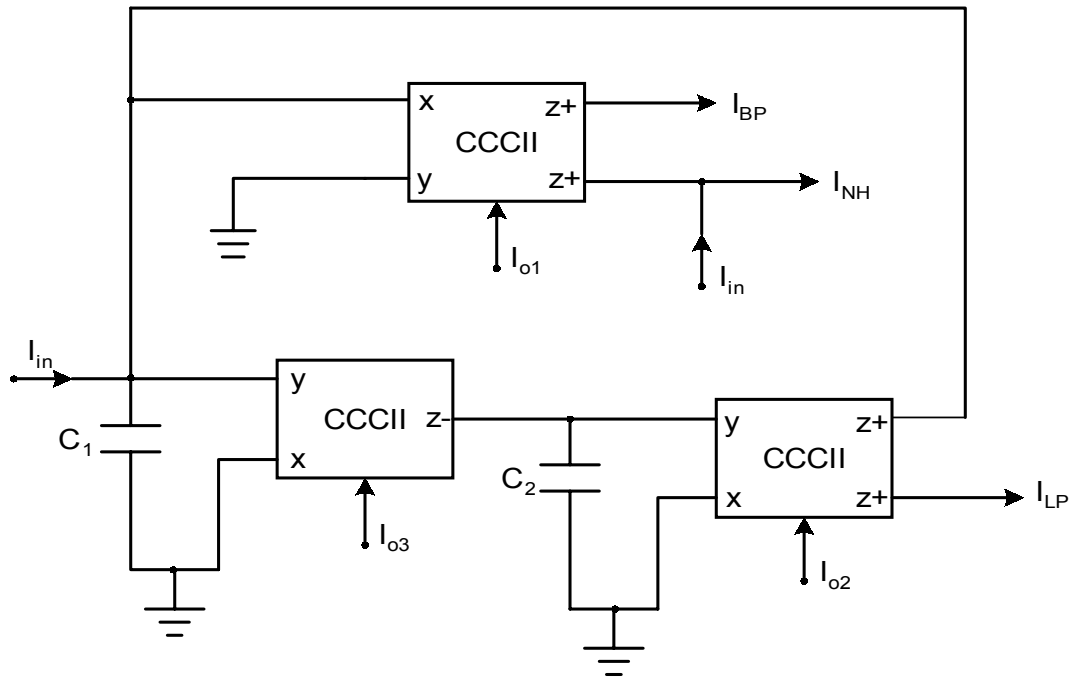 x
z+
I_BP
CCCII
y
z+
I_NH
I_o1
I_in
I_in
y
CCCII
z-
x
C_1
I_o3
y
z+
CCCII
C_2
x
z+
I_LP
I_o2